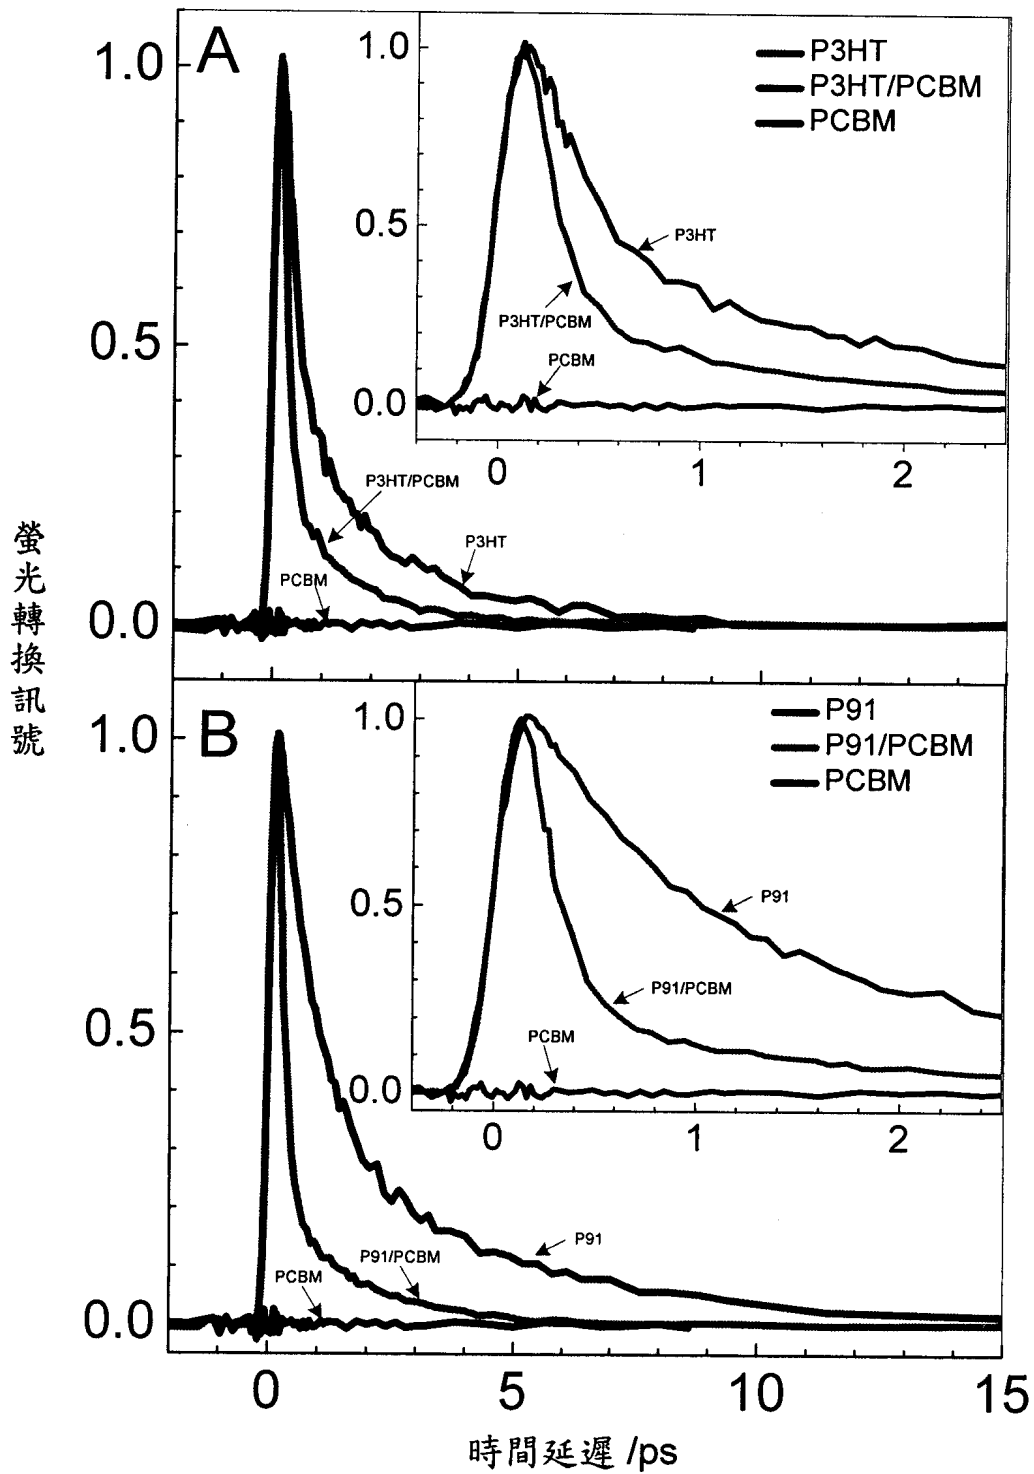 A
1.0
0.5
0.0
1.0
0.5
0.0
0
1
2
P3HT
P3HT/PCBM
PCBM
P3HT
P3HT/PCBM
PCBM
P3HT/PCBM
P3HT
PCBM
螢光轉換訊號
B
1.0
0.5
0.0
1.0
0.5
0.0
0
1
2
P91
P91/PCBM
PCBM
P91
P91/PCBM
PCBM
P91
P91/PCBM
PCBM
0
5
10
15
時間延遲 /ps